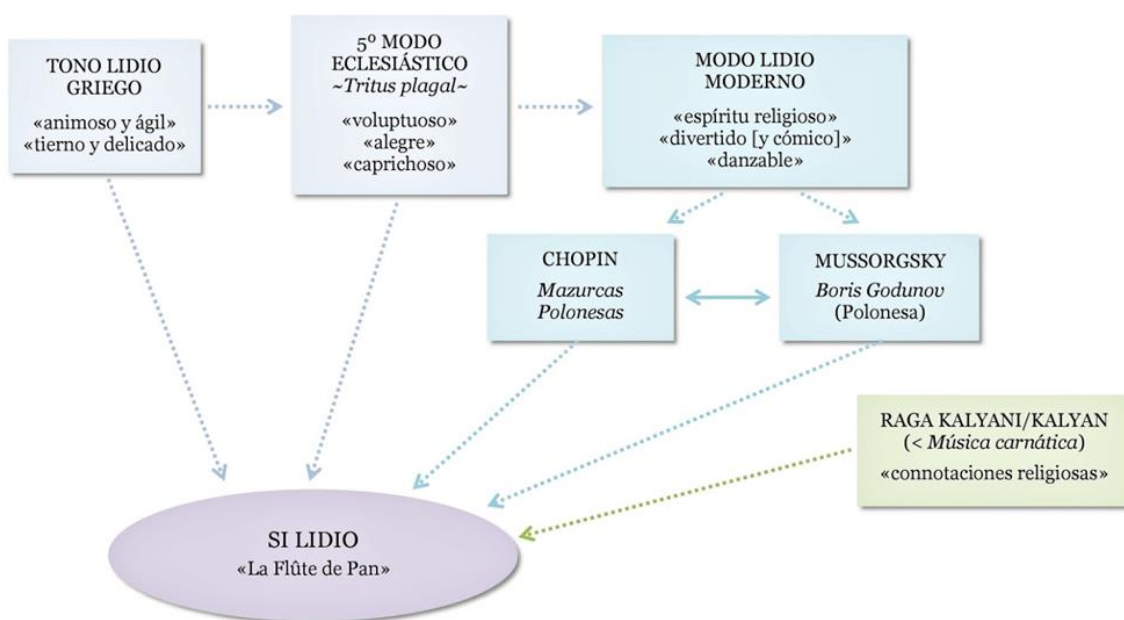 TONO LIDIO
GRIEGO
«animoso y ágil»
«tierno y delicado»
5º MODO
ECLESIÁSTICO
~Tritus plagal~
«voluptuoso»
«alegre»
«caprichoso»
MODO LIDIO
MODERNO
«espíritu religioso»
«divertido [y cómico]»
«danzable»
CHOPIN
Mazurcas
Polonesas
MUSSORGSKY
Boris Godunov
(Polonesa)
RAGA KALYANI/KALYAN
(< Música carnática)
«connotaciones religiosas»
SI LIDIO
«La Flûte de Pan»